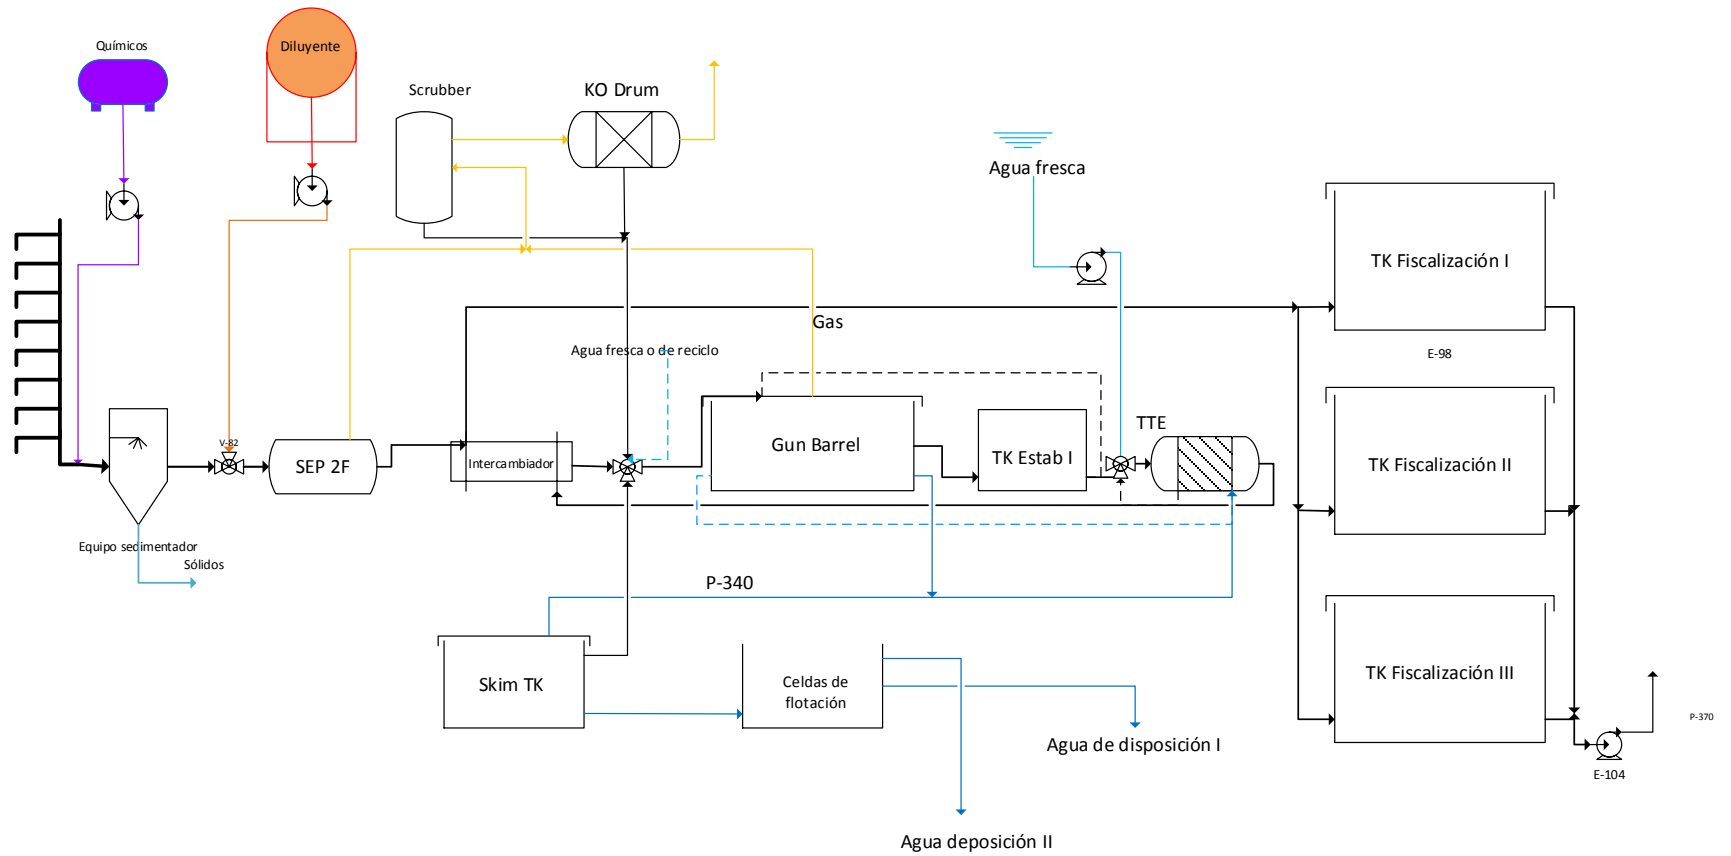 Químicos
Diluyente
Scrubber
KO Drum
Agua fresca
TK Fiscalización I
Gas
Agua fresca o de reciclo
E-98
V-82
TTE
Gun Barrel
SEP 2F
Intercambiador
TK Estab I
TK Fiscalización II
Equipo sedimentador
Sólidos
P-340
TK Fiscalización III
Skim TK
Celdas de
flotación
P-370
Agua de disposición I
E-104
Agua deposición II